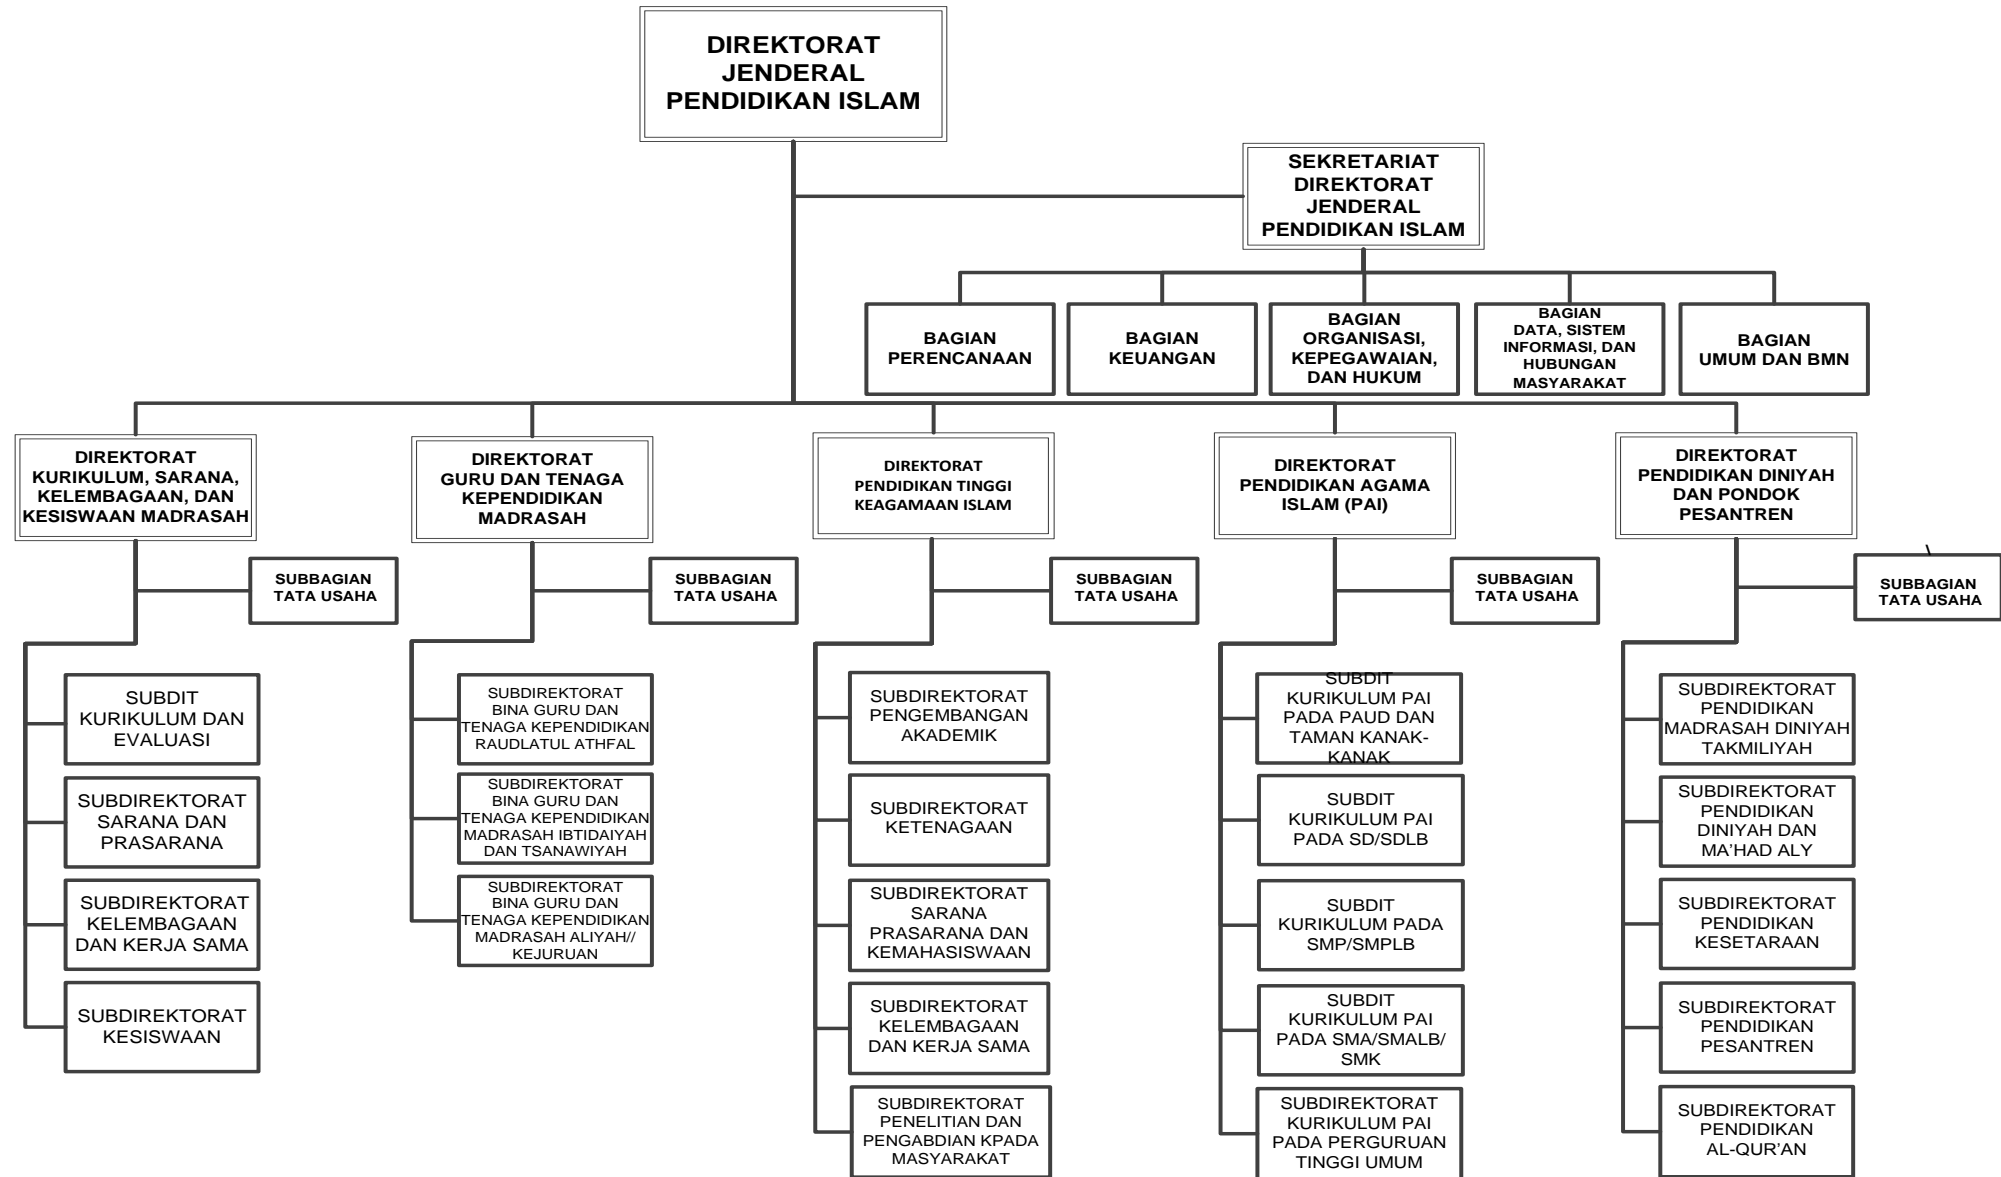 DIREKTORAT
JENDERAL
PENDIDIKAN ISLAM
SEKRETARIAT
DIREKTORAT
JENDERAL
PENDIDIKAN ISLAM
BAGIAN
PERENCANAAN
BAGIAN
KEUANGAN
BAGIAN
ORGANISASI,
KEPEGAWAIAN,
DAN HUKUM
BAGIAN
DATA, SISTEM
INFORMASI, DAN
HUBUNGAN
MASYARAKAT
BAGIAN
UMUM DAN BMN
DIREKTORAT
KURIKULUM, SARANA,
KELEMBAGAAN, DAN
KESISWAAN MADRASAH
DIREKTORAT
GURU DAN TENAGA
KEPENDIDIKAN
MADRASAH
DIREKTORAT
PENDIDIKAN TINGGI
KEAGAMAAN ISLAM
DIREKTORAT
PENDIDIKAN AGAMA
ISLAM (PAI)
DIREKTORAT
PENDIDIKAN DINIYAH
DAN PONDOK
PESANTREN
SUBBAGIAN
TATA USAHA
SUBBAGIAN
TATA USAHA
SUBBAGIAN
TATA USAHA
SUBBAGIAN
TATA USAHA
\
SUBBAGIAN
TATA USAHA
SUBDIT
KURIKULUM DAN
EVALUASI
SUBDIREKTORAT
SARANA DAN
PRASARANA
SUBDIREKTORAT
KELEMBAGAAN
DAN KERJA SAMA
SUBDIREKTORAT
KESISWAAN
SUBDIREKTORAT
BINA GURU DAN
TENAGA KEPENDIDIKAN
RAUDLATUL ATHFAL
SUBDIREKTORAT
BINA GURU DAN
TENAGA KEPENDIDIKAN
MADRASAH IBTIDAIYAH
DAN TSANAWIYAH
SUBDIREKTORAT
BINA GURU DAN
TENAGA KEPENDIDIKAN
MADRASAH ALIYAH//
KEJURUAN
SUBDIREKTORAT
PENGEMBANGAN
AKADEMIK
SUBDIREKTORAT
KETENAGAAN
SUBDIREKTORAT
SARANA
PRASARANA DAN
KEMAHASISWAAN
SUBDIREKTORAT
KELEMBAGAAN
DAN KERJA SAMA
SUBDIREKTORAT
PENELITIAN DAN
PENGABDIAN KPADA
MASYARAKAT
SUBDIT
KURIKULUM PAI
PADA PAUD DAN
TAMAN KANAK-
KANAK
SUBDIT
KURIKULUM PAI
PADA SD/SDLB
SUBDIT
KURIKULUM PADA
SMP/SMPLB
SUBDIT
KURIKULUM PAI
PADA SMA/SMALB/
SMK
SUBDIREKTORAT
KURIKULUM PAI
PADA PERGURUAN
TINGGI UMUM
SUBDIREKTORAT
PENDIDIKAN
MADRASAH DINIYAH
TAKMILIYAH
SUBDIREKTORAT
PENDIDIKAN
DINIYAH DAN
MA’HAD ALY
SUBDIREKTORAT
PENDIDIKAN
KESETARAAN
SUBDIREKTORAT
PENDIDIKAN
PESANTREN
SUBDIREKTORAT
PENDIDIKAN
AL-QUR’AN